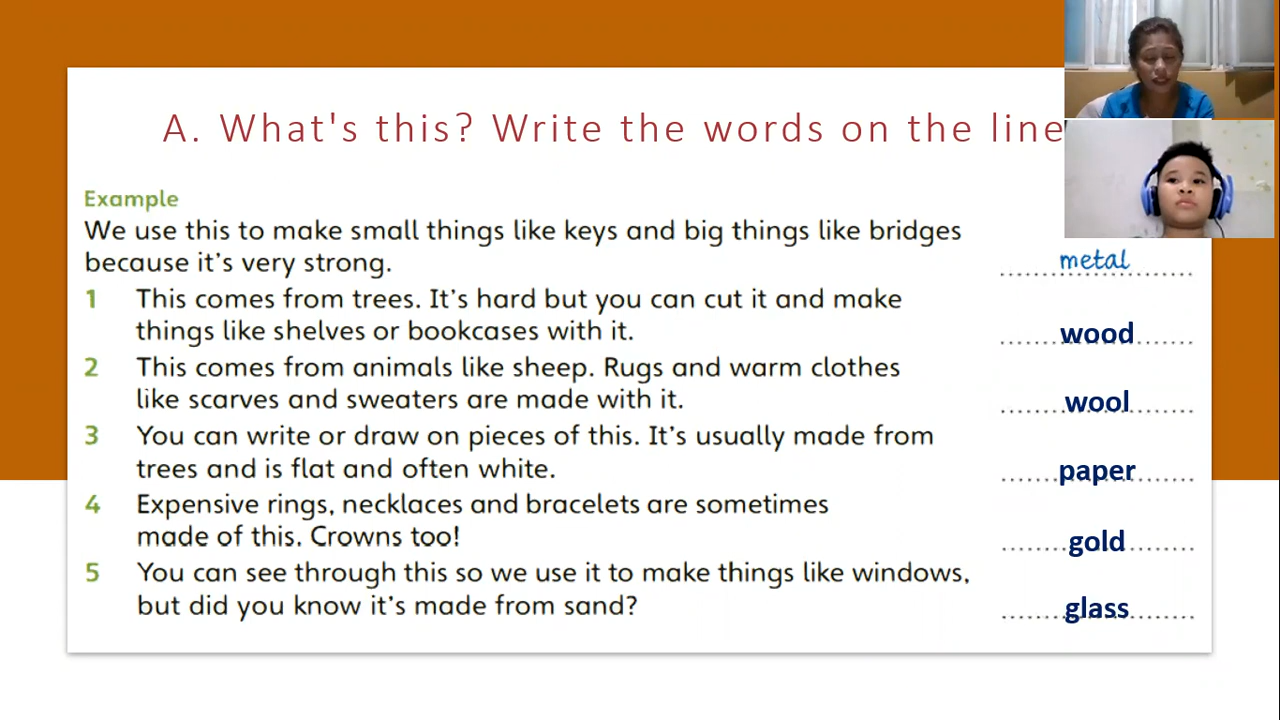 A. What's this? Write the words on the line
Example
We use this to make small things like keys and big things like bridges
because it's very strong.
metal
1 This comes from trees. It's hard but you can cut it and make
things like shelves or bookcases with it.
wood
2 This comes from animals like sheep. Rugs and warm clothes
like scarves and sweaters are made with it.
wool
3 You can write or draw on pieces of this. It's usually made from
trees and is flat and often white.
paper
4 Expensive rings, necklaces and bracelets are sometimes
made of this. Crowns too!
gold
5 You can see through this so we use it to make things like windows,
but did you know it's made from sand?
glass